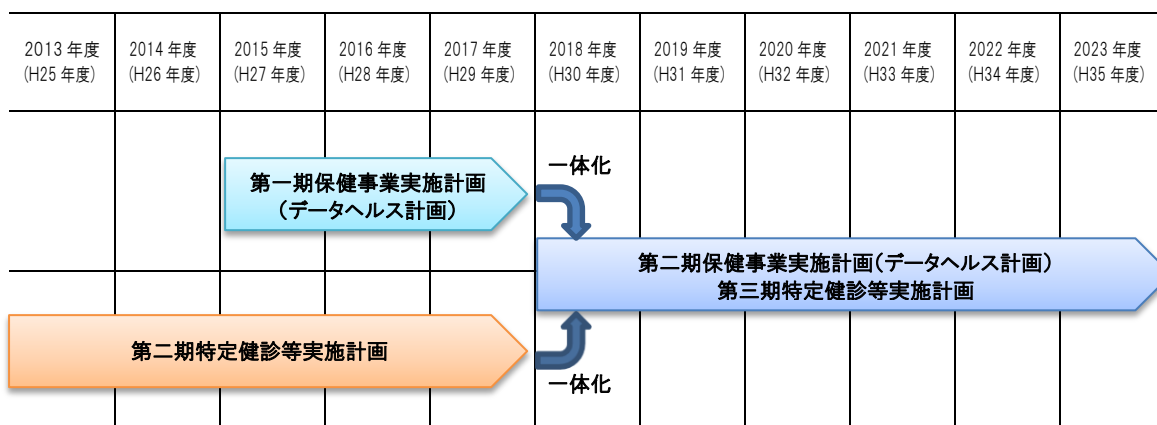 2013 年度 2014 年度 2015 年度 2016 年度 2017 年度 2018 年度 2019 年度 2020 年度 2021 年度 2022 年度 2023 年度
(H25 年度) (H26 年度) (H27 年度) (H28 年度) (H29 年度) (H30 年度) (H31 年度) (H32 年度) (H33 年度) (H34 年度) (H35 年度)
一体化
第一期保健事業実施計画
（データヘルス計画）
第二期保健事業実施計画（データヘルス計画）
第三期特定健診等実施計画
第二期特定健診等実施計画
一体化